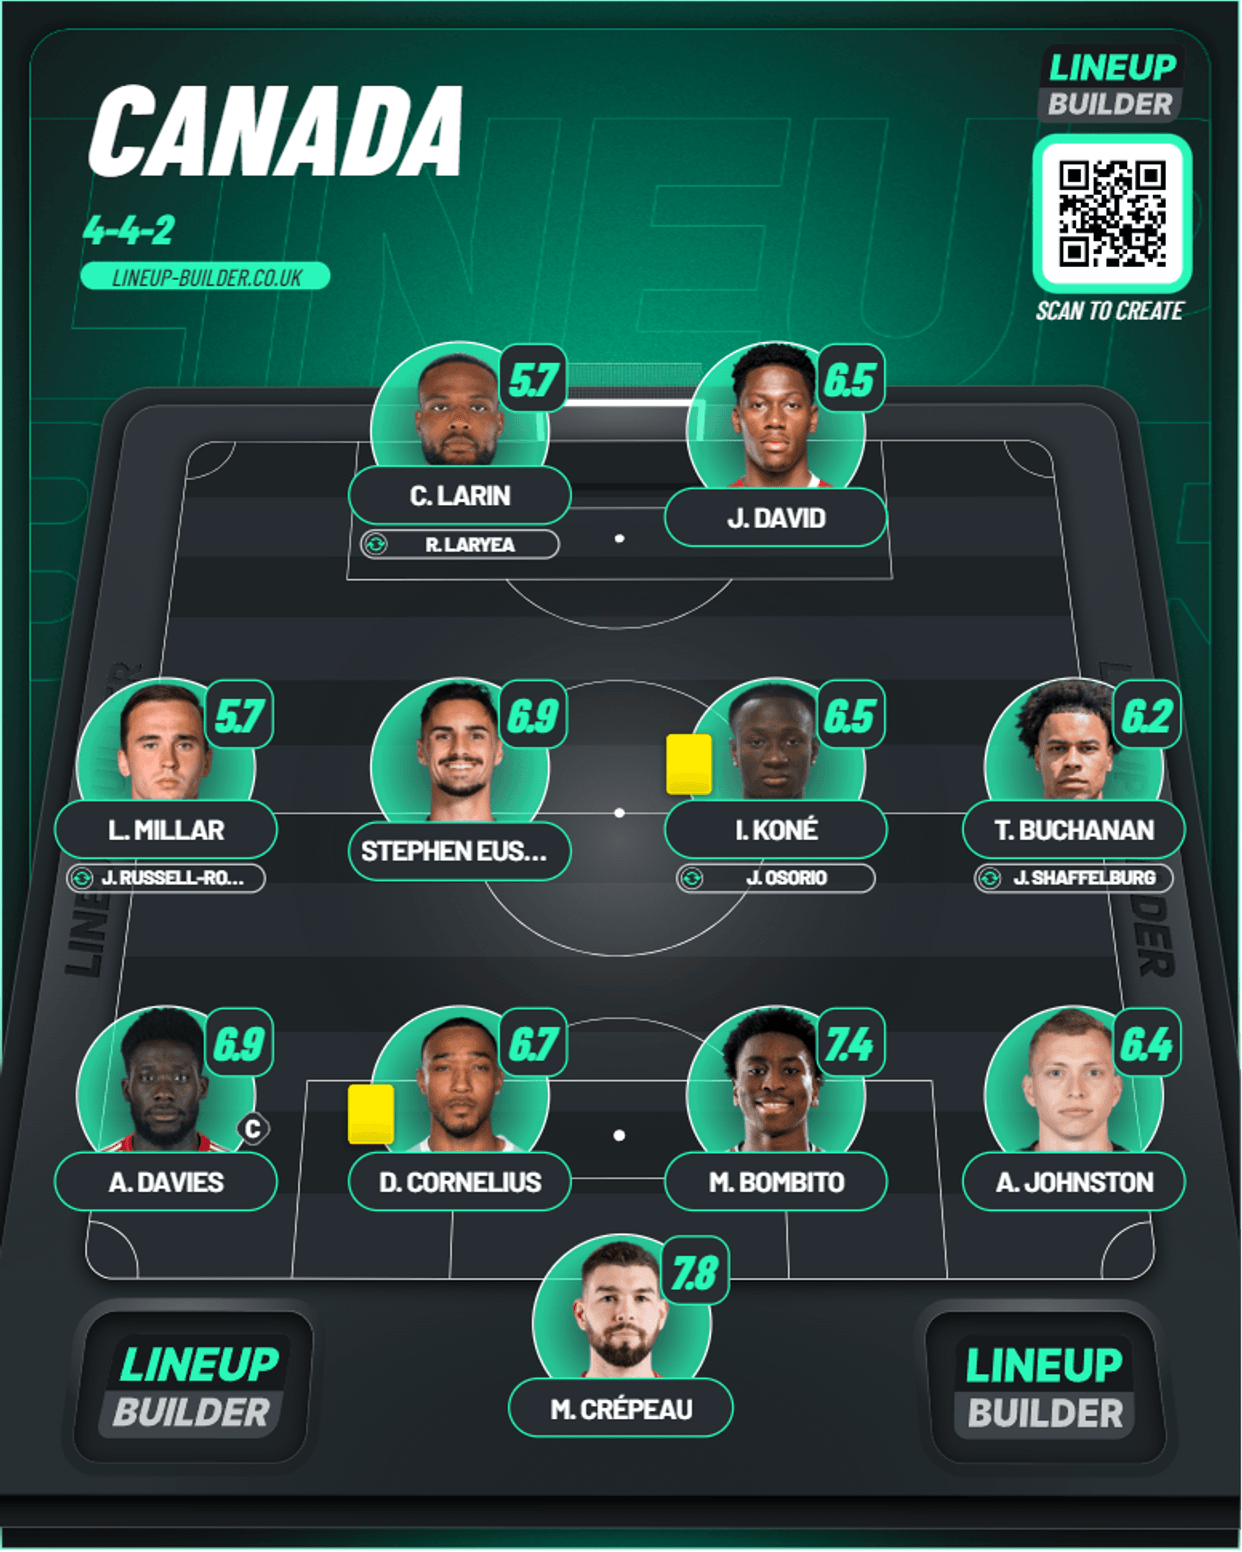 CANADA
4-4-2
LINEUP-BUILDER.CO.UK
LINEUP
BUILDER
SCAN TO CREATE
5.7
C. LARIN
R. LARYEA
6.5
J. DAVID
5.7
L. MILLAR
J. RUSSELL-RO...
6.9
STEPHEN EUS...
6.5
I. KONÉ
J. OSORIO
6.2
T. BUCHANAN
J. SHAFFELBURG
6.9
C
A. DAVIES
6.7
D. CORNELIUS
7.4
M. BOMBITO
6.4
A. JOHNSTON
7.8
M. CRÉPEAU
LINEUP
BUILDER
LINEUP
BUILDER